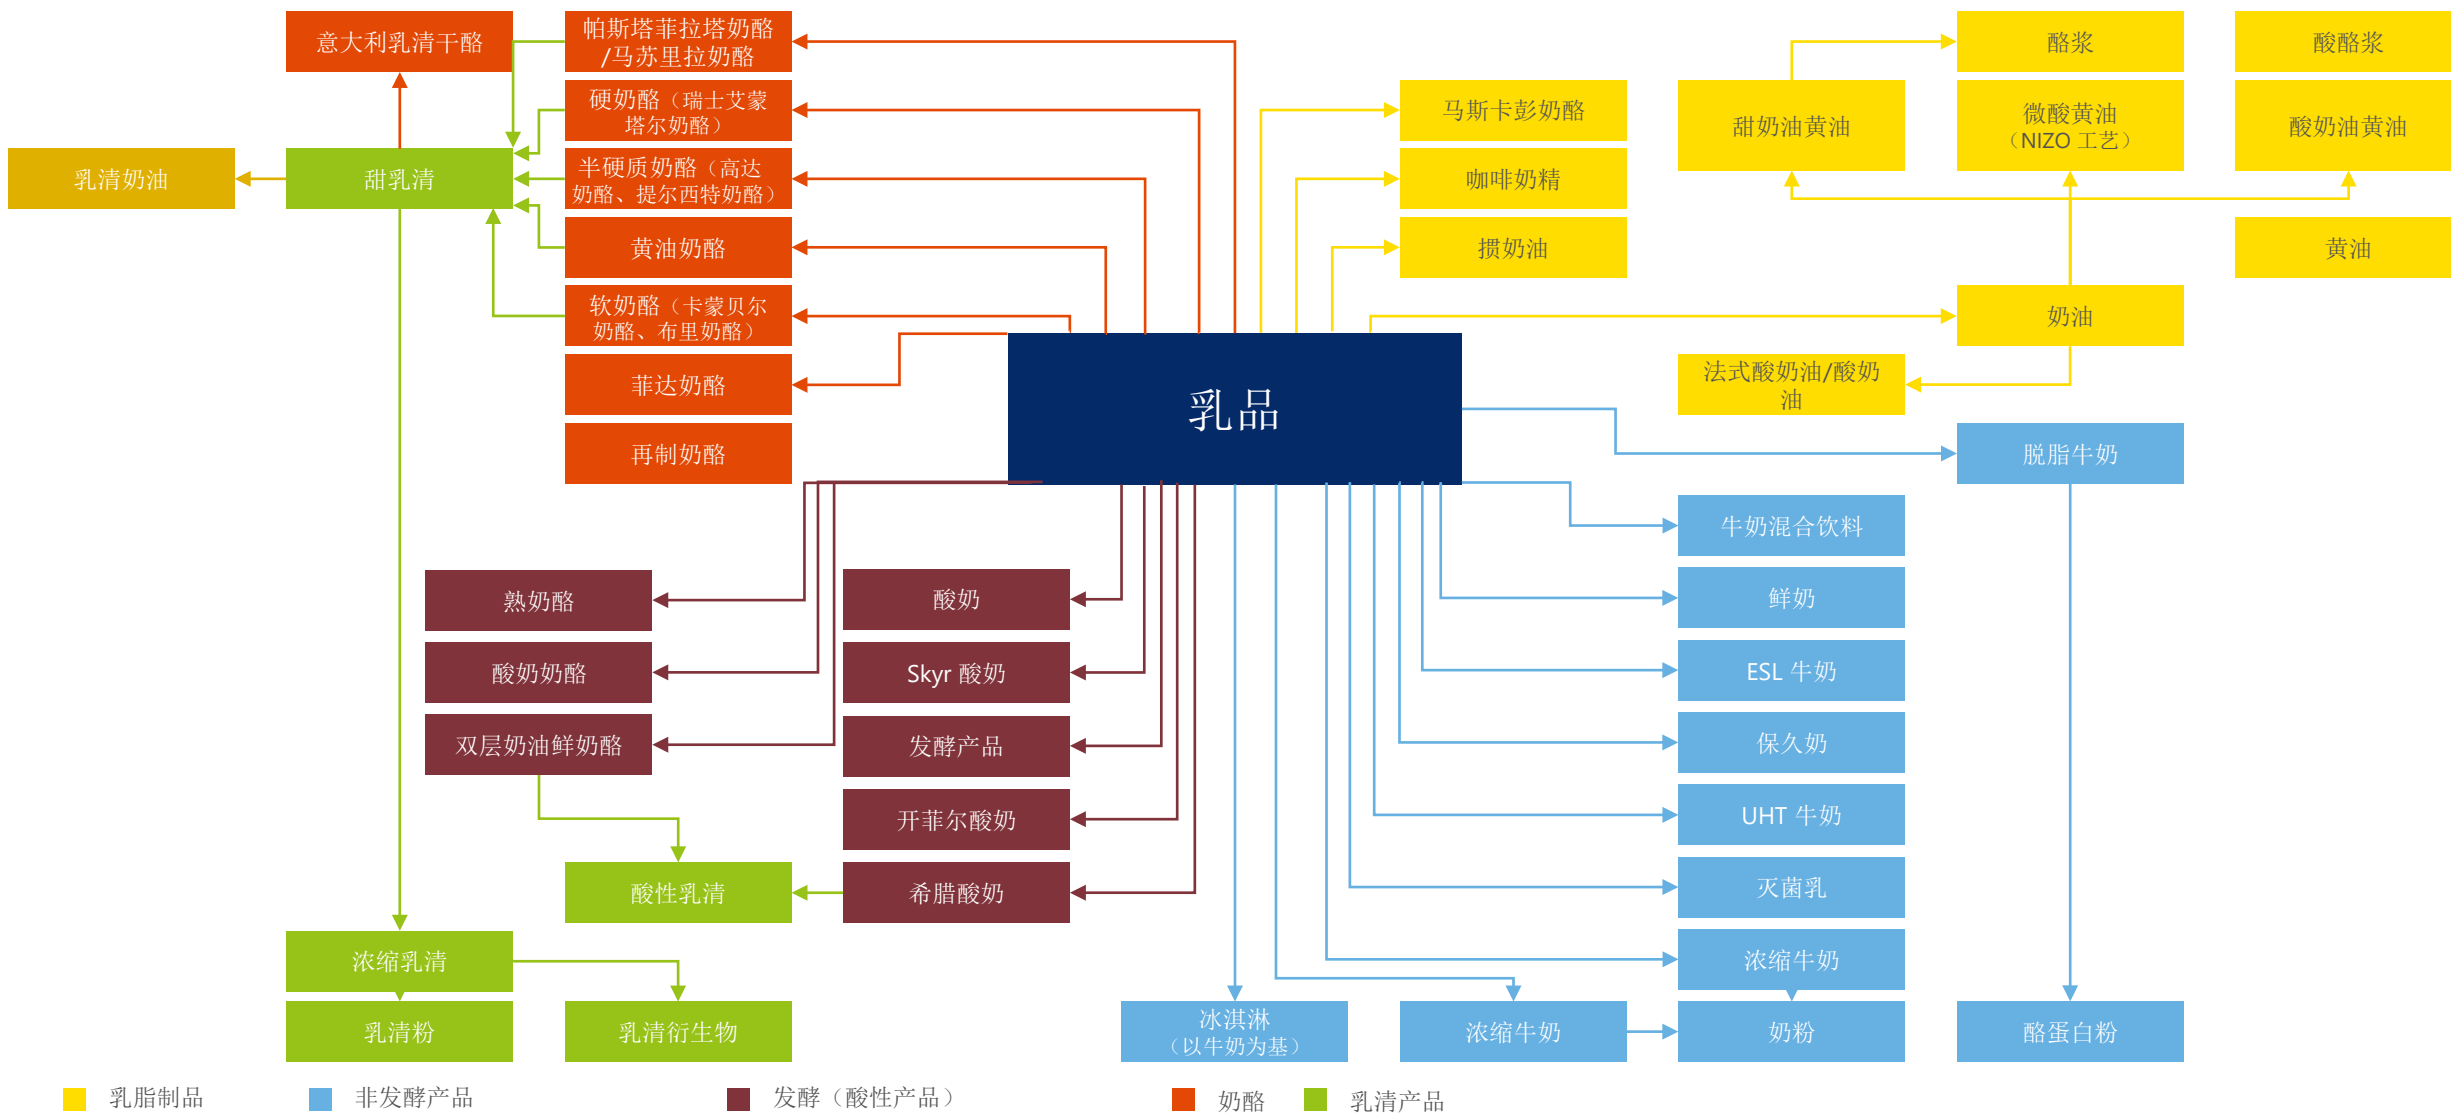 意大利乳清干酪
帕斯塔菲拉塔奶酪
/马苏里拉奶酪
酪浆
酸酪浆
硬奶酪（瑞士艾蒙
塔尔奶酪）
马斯卡彭奶酪
甜奶油黄油
微酸黄油
（NIZO 工艺）
酸奶油黄油
乳清奶油
甜乳清
半硬质奶酪（高达
奶酪、提尔西特奶酪）
咖啡奶精
黄油奶酪
掼奶油
黄油
软奶酪（卡蒙贝尔
奶酪、布里奶酪）
奶油
菲达奶酪
乳品
法式酸奶油/酸奶
油
再制奶酪
脱脂牛奶
牛奶混合饮料
熟奶酪
酸奶
鲜奶
酸奶奶酪
Skyr 酸奶
ESL 牛奶
双层奶油鲜奶酪
发酵产品
保久奶
开菲尔酸奶
UHT 牛奶
酸性乳清
希腊酸奶
灭菌乳
浓缩乳清
浓缩牛奶
乳清粉
乳清衍生物
冰淇淋
（以牛奶为基）
浓缩牛奶
奶粉
酪蛋白粉
乳脂制品
非发酵产品
发酵（酸性产品）
奶酪
乳清产品